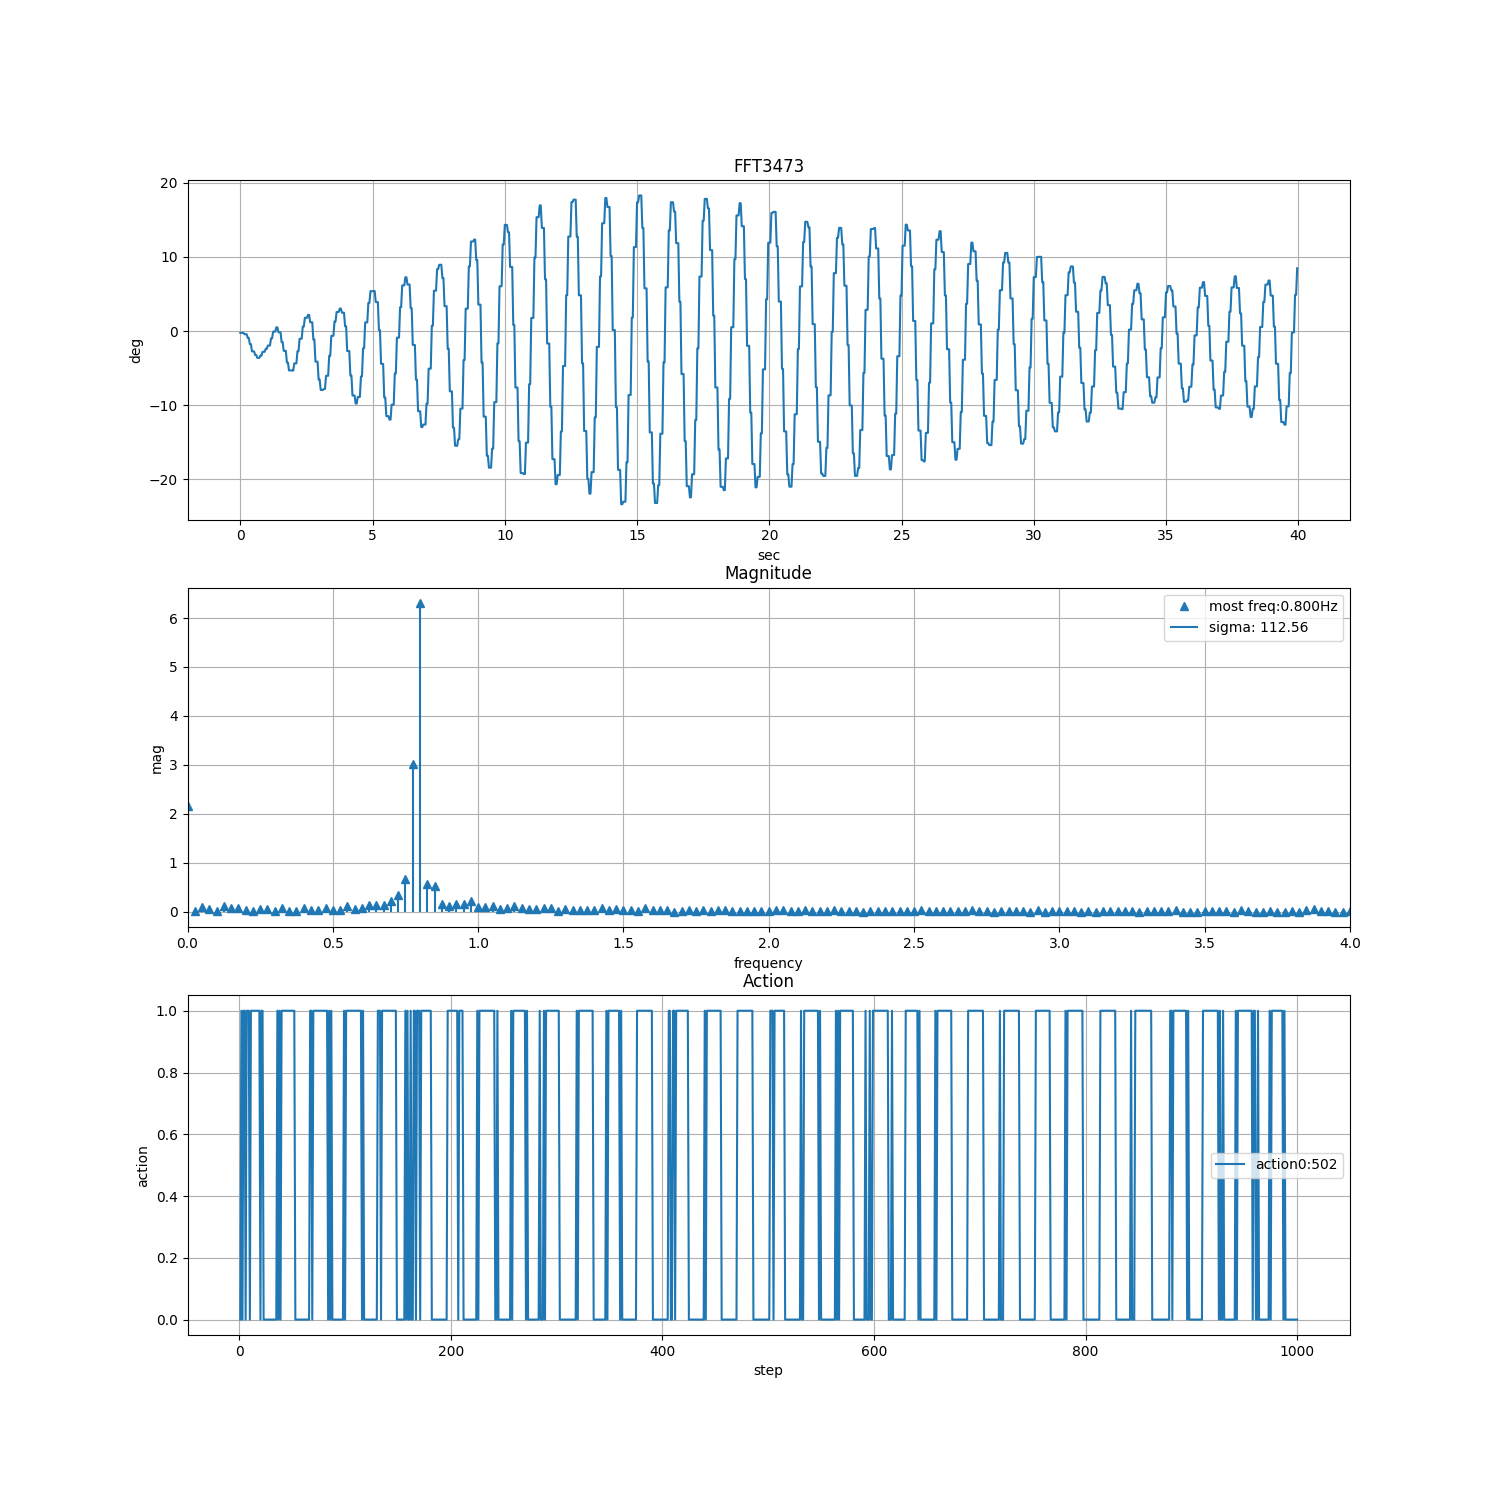 FFT3473
20
10
0
−10
−20
deg
0 5 10 15 20 25 30 35 40
sec
Magnitude
most freq:0.800Hz
sigma: 112.56
6
5
4
3
2
1
0
mag
0.0 0.5 1.0 1.5 2.0 2.5 3.0 3.5 4.0
frequency
Action
1.0
0.8
0.6
0.4
0.2
0.0
action
action0:502
0 200 400 600 800 1000
step